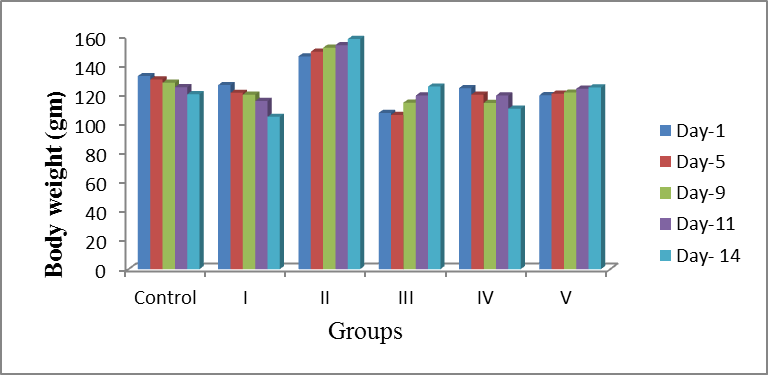 Body weight (gm)
160
140
120
100
80
60
40
20
0
Control I II III IV V
Groups
Day-1
Day-5
Day-9
Day-11
Day- 14